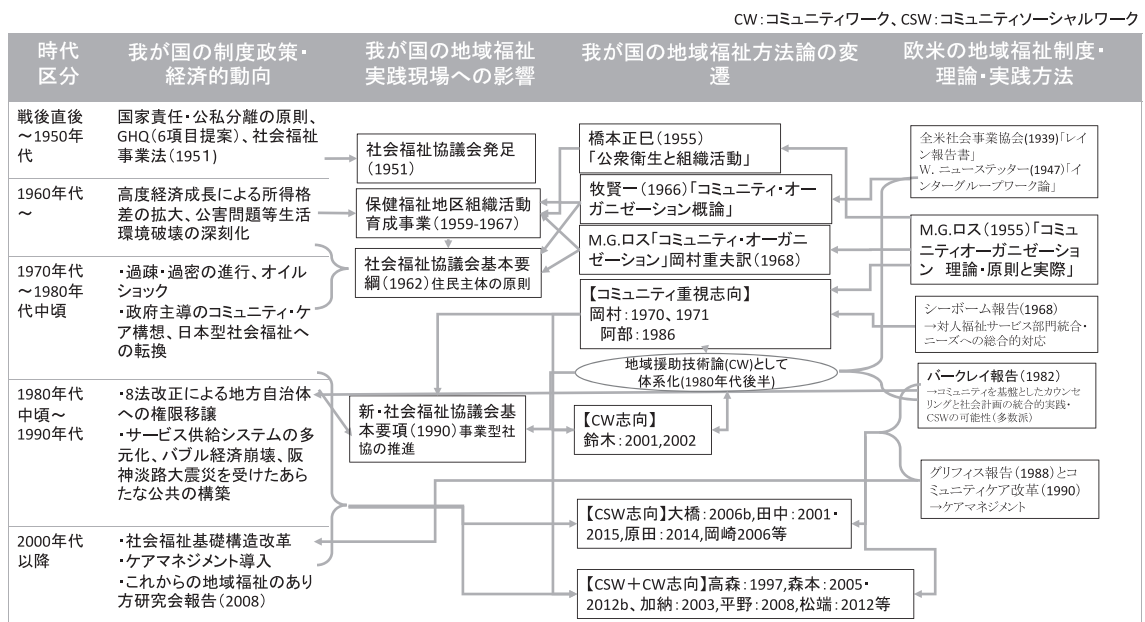 CW：コミュニティワーク、CSW：コミュニティソーシャルワーク
時代
区分
我が国の制度政策・
経済的動向
我が国の地域福祉
実践現場への影響
我が国の地域福祉方法論の変
遷
欧米の地域福祉制度・
理論・実践方法
戦後直後
～1950年
代
国家責任・公私分離の原則、
GHQ（6項目提案）、社会福祉
事業法（1951）
社会福祉協議会発足
（1951）
橋本正巳（1955）
「公衆衛生と組織活動」
全米社会事業協会(1939)「レイ
ン報告書」
W. ニューステッター(1947)「イ
ンターグループワーク論」
1960年代
～
高度経済成長による所得格
差の拡大、公害問題等生活
環境破壊の深刻化
保健福祉地区組織活動
育成事業（1959-1967）
牧賢一（1966）「コミュニティ・オー
ガニゼーション概論」
M.G.ロス「コミュニティ・オーガニ
ゼーション」岡村重夫訳（1968）
M.G.ロス（1955）「コミュ
ニティオーガニゼーショ
ン　理論・原則と実際」
社会福祉協議会基本要
綱（1962）住民主体の原則
1970年代
～1980年
代中頃
・過疎・過密の進行、オイル
ショック
・政府主導のコミュニティ・ケ
ア構想、日本型社会福祉へ
の転換
【コミュニティ重視志向】
岡村：1970、1971
阿部：1986
シーボーム報告（1968）
→対人福祉サービス部門統合・
ニーズへの総合的対応
地域援助技術論(CW)として
体系化(1980年代後半)
バークレイ報告（1982）
→コミュニティを基盤としたカウンセ
リングと社会計画の統合的実践・
CSWの可能性（多数派）
1980年代
中頃～
1990年代
・8法改正による地方自治体
への権限移譲
・サービス供給システムの多
元化、バブル経済崩壊、阪
神淡路大震災を受けたあら
たな公共の構築
新・社会福祉協議会基
本要項（1990）事業型社
協の推進
【CW志向】
鈴木：2001,2002
グリフィス報告（1988）とコ
ミュニティケア改革（1990）
→ケアマネジメント
【CSW志向】大橋：2006b,田中：2001・
2015,原田：2014,岡崎2006等
2000年代
以降
・社会福祉基礎構造改革
・ケアマネジメント導入
・これからの地域福祉のあり
方研究会報告（2008）
【CSW＋CW志向】高森：1997,森本：2005・
2012b、加納：2003,平野：2008,松端：2012等